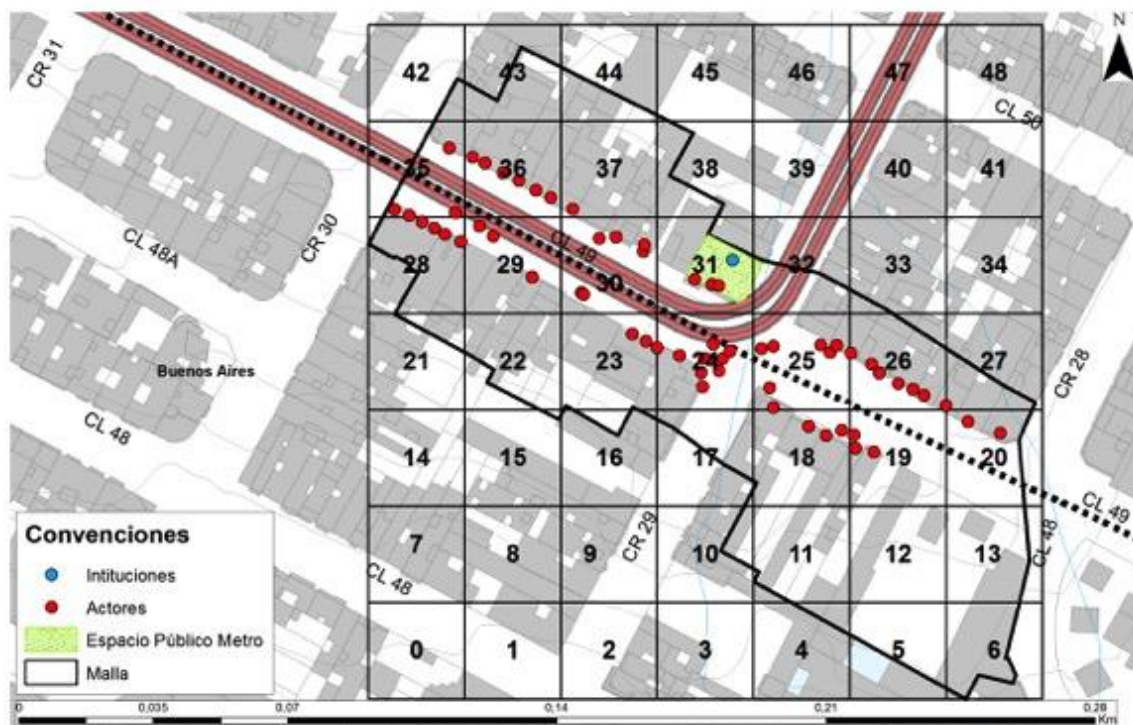 N
CR 31
42 43 44 45 46 47 48
CL 50
35 36 37 38 39 40 41
CR 30
CL 48A
CL 49
28 29 30 31 32 33 34
21 22 23 24 25 26 27
Buenos Aires
CR 28
CL 48
14 15 16 17 18 19 20
CL 49
CR 29
CL 48
7 8 9 10 11 12 13
CL 48
0 1 2 3 4 5 6
Convenciones
Intituciones
Actores
Espacio Público Metro
Malla
0 0,035 0,07 0,14 0,21 0,28
Km